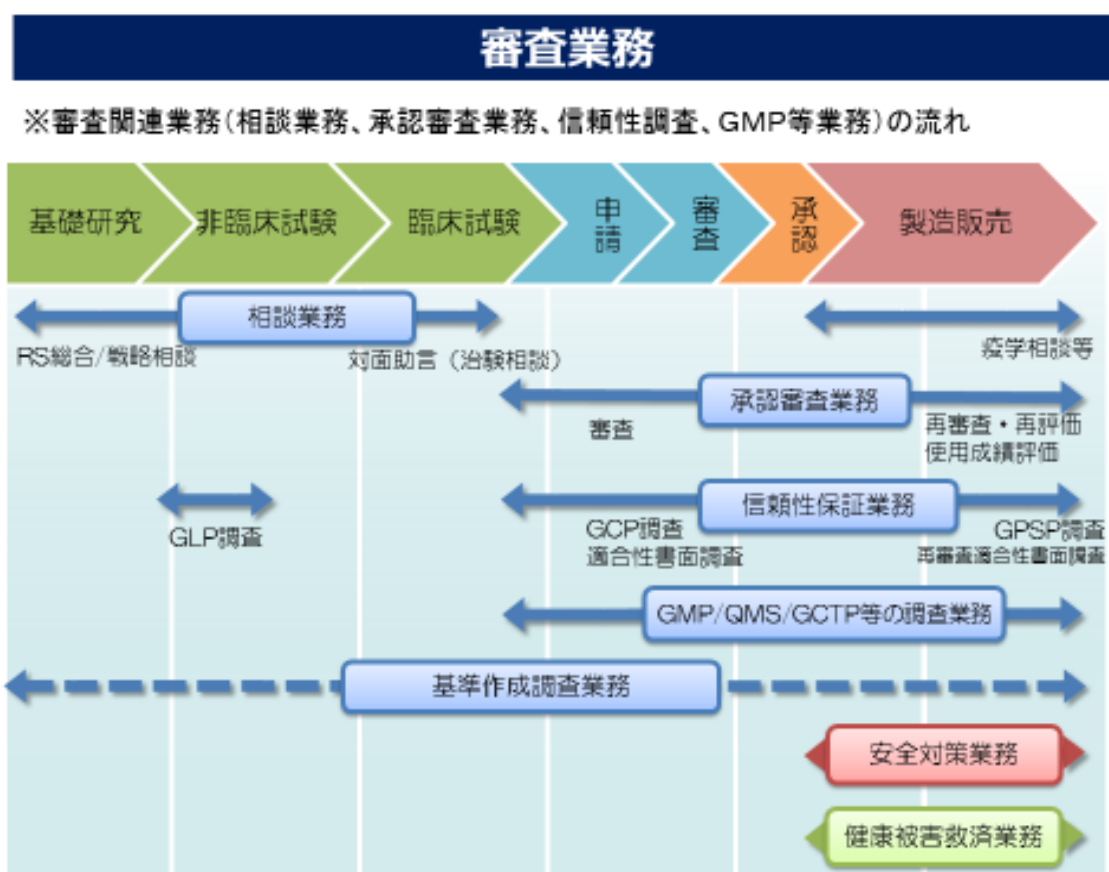 審査業務
※審査関連業務(相談業務、承認審査業務、信頼性調査、GMP等業務)の流れ
基礎研究
非臨床試験
臨床試験
申請
審査
承認
製造販売
相談業務
RS総合/戦略相談
対面助言（治験相談）
疫学相談等
承認審査業務
審査
再審査・再評価
使用成績評価
GLP調査
信頼性保証業務
GCP調査
適合性書面調査
GPSP調査
再審査適合性書面調査
GMP/QMS/GCTP等の調査業務
基準作成調査業務
安全対策業務
健康被害救済業務